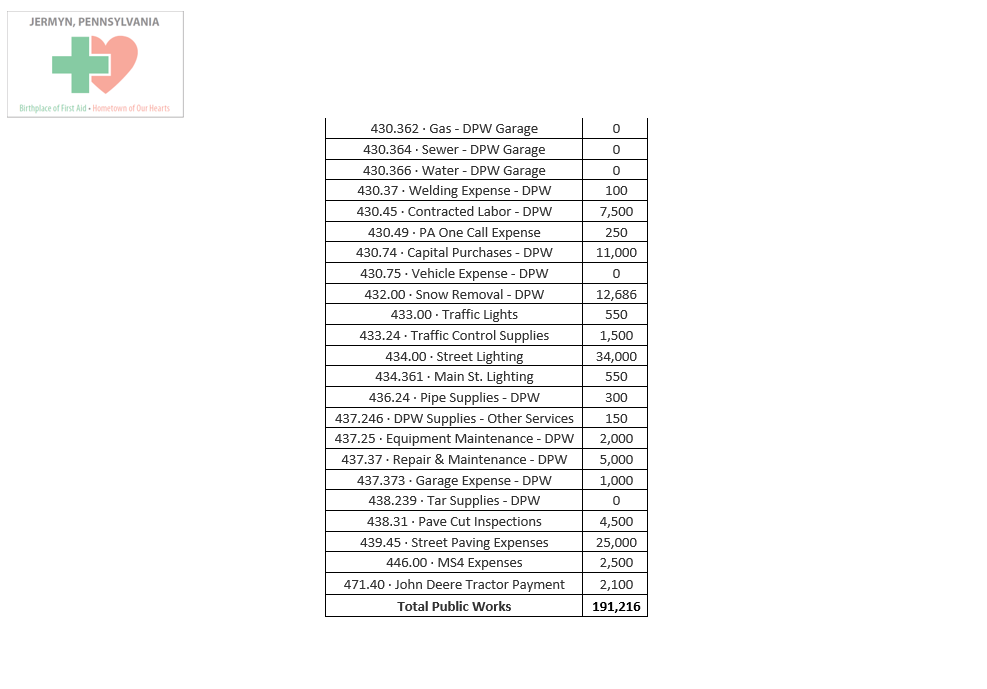 JERMYN, PENNSYLVANIA
Birthplace of First Aid • Hometown of Our Hearts
430.362 · Gas - DPW Garage 0
430.364 · Sewer - DPW Garage 0
430.366 · Water - DPW Garage 0
430.37 · Welding Expense - DPW 100
430.45 · Contracted Labor - DPW 7,500
430.49 · PA One Call Expense 250
430.74 · Capital Purchases - DPW 11,000
430.75 · Vehicle Expense - DPW 0
432.00 · Snow Removal - DPW 12,686
433.00 · Traffic Lights 550
433.24 · Traffic Control Supplies 1,500
434.00 · Street Lighting 34,000
434.361 · Main St. Lighting 550
436.24 · Pipe Supplies - DPW 300
437.246 · DPW Supplies - Other Services 150
437.25 · Equipment Maintenance - DPW 2,000
437.37 · Repair & Maintenance - DPW 5,000
437.373 · Garage Expense - DPW 1,000
438.239 · Tar Supplies - DPW 0
438.31 · Pave Cut Inspections 4,500
439.45 · Street Paving Expenses 25,000
446.00 · MS4 Expenses 2,500
471.40 · John Deere Tractor Payment 2,100
Total Public Works 191,216